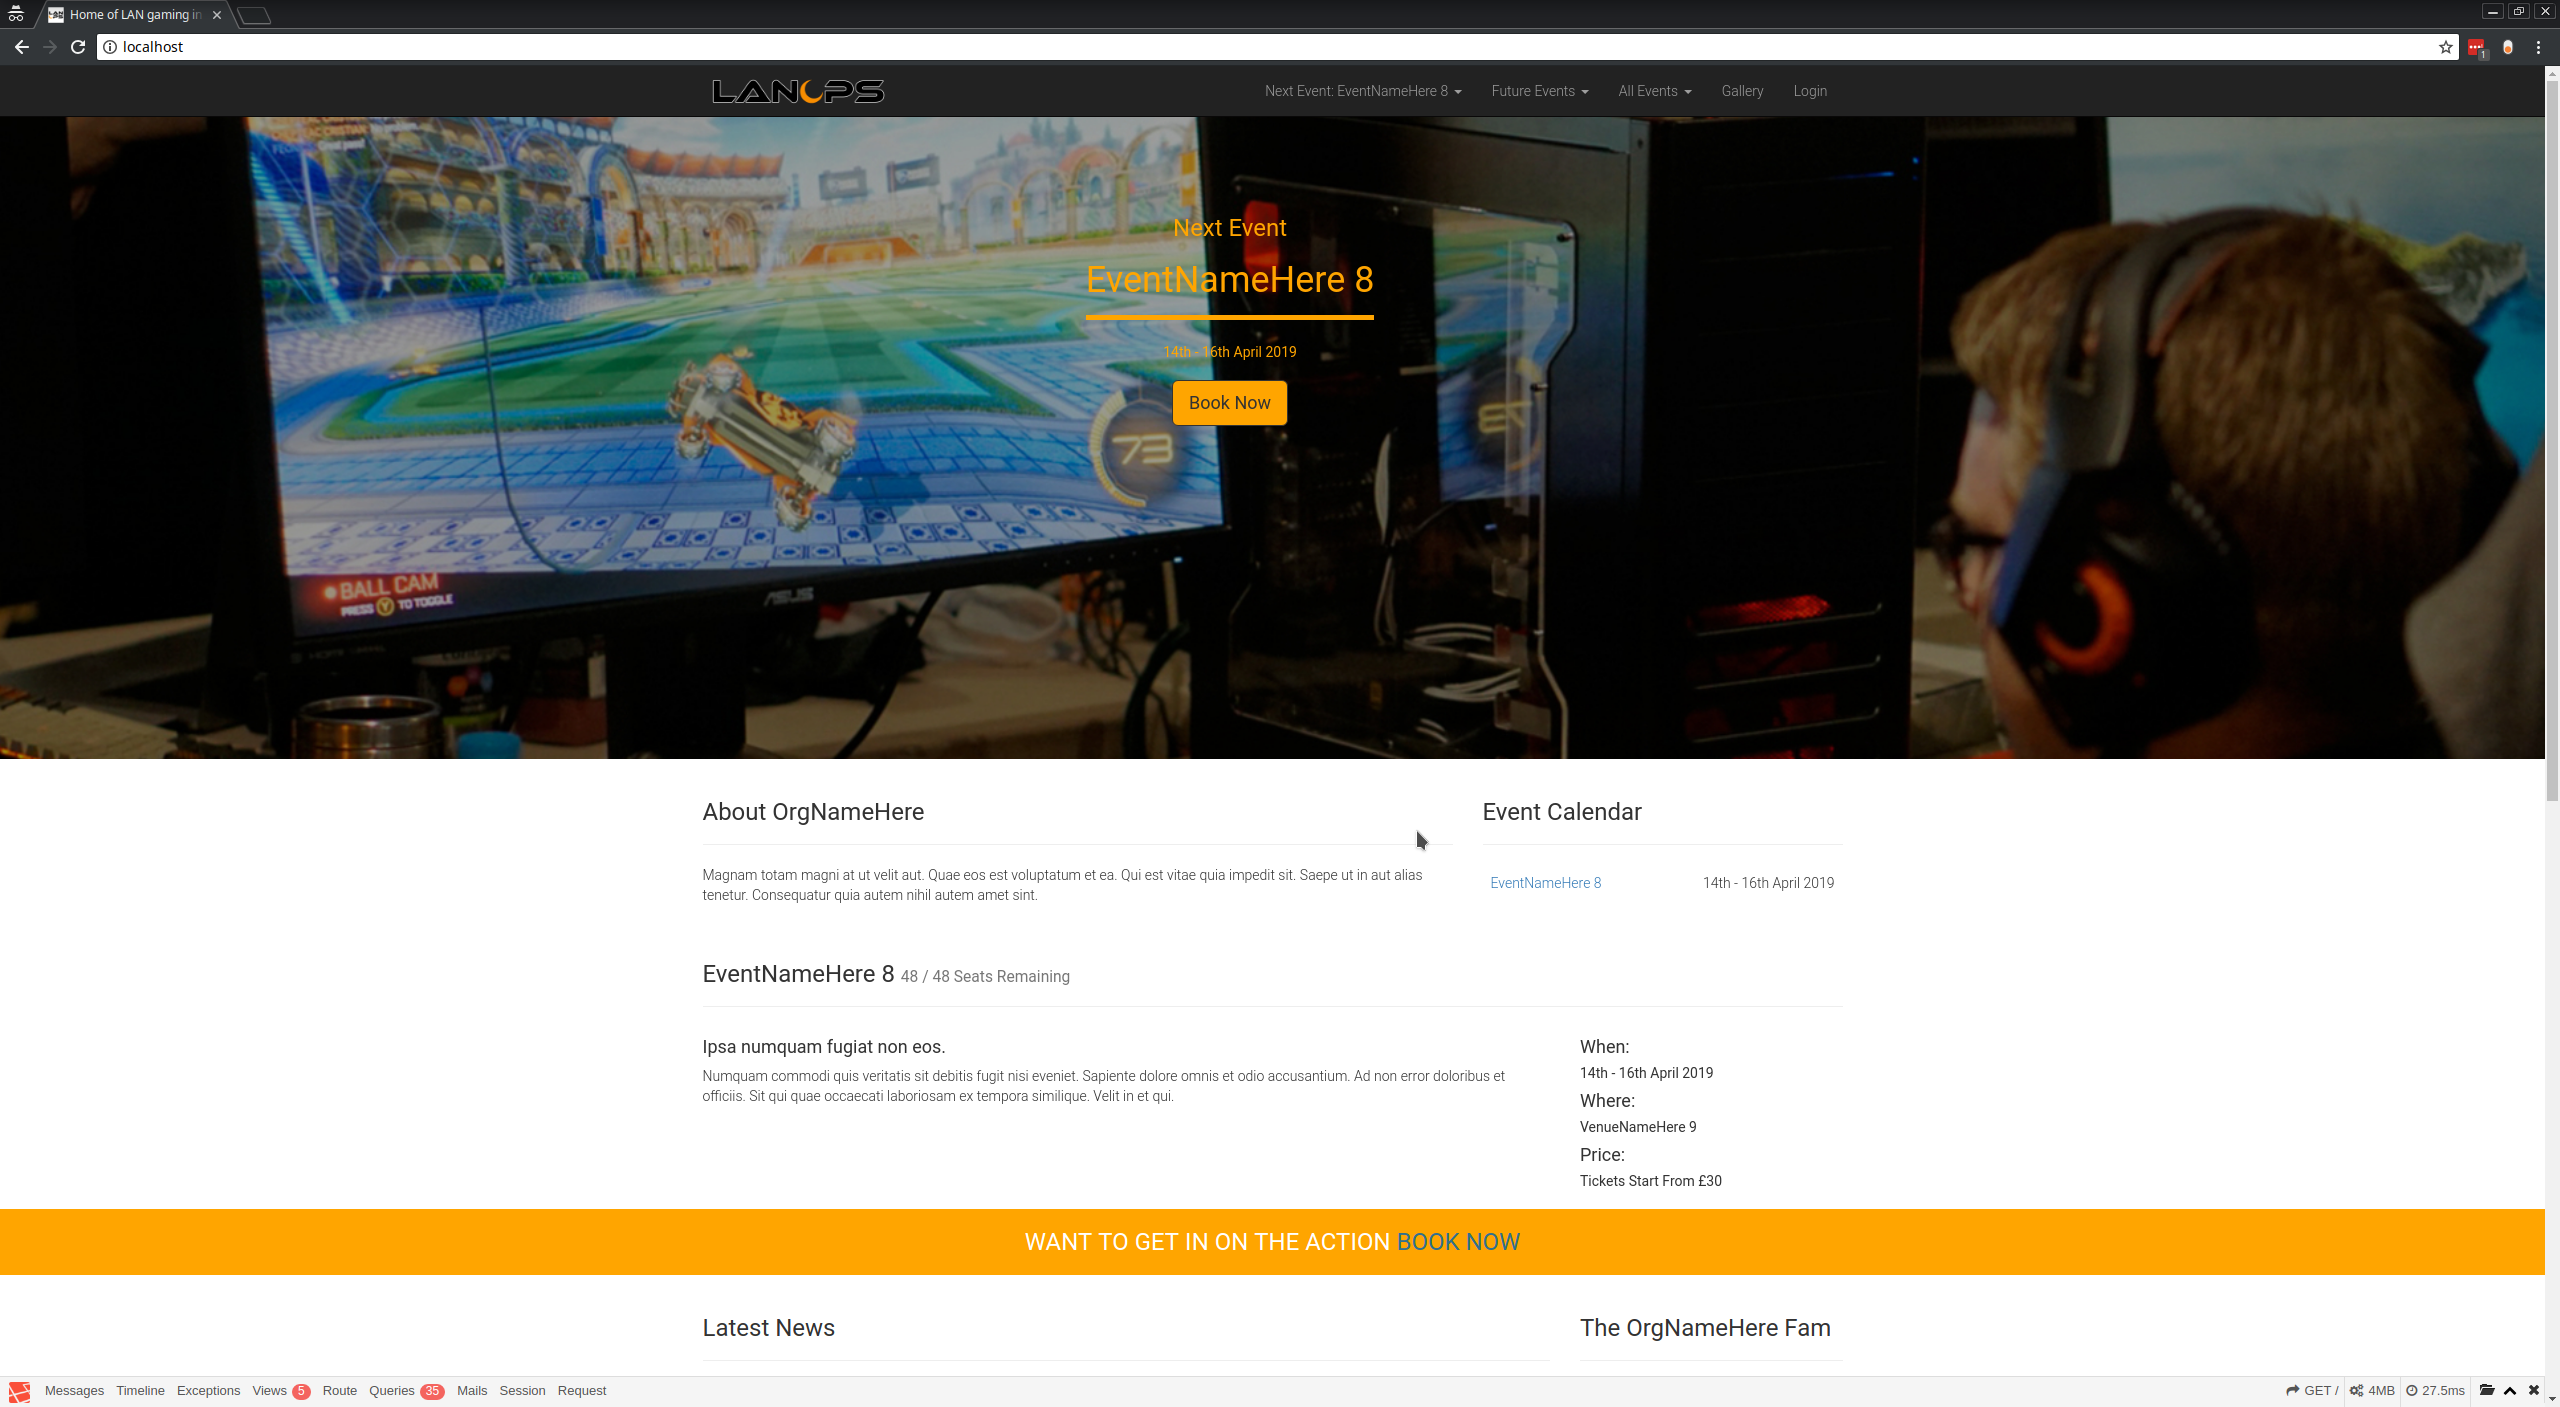 Home of LAN gaming in
localhost
1
LANOPS
Next Event: EventNameHere 8
Future Events
All Events
Gallery
Login
Next Event
EventNameHere 8
14th - 16th April 2019
Book Now
73
BALL CAM
PRESS Y TO TOGGLE
ASUS
About OrgNameHere
Magnam totam magni at ut velit aut. Quae eos est voluptatum et ea. Qui est vitae quia impedit sit. Saepe ut in aut alias
tenetur. Consequatur quia autem nihil autem amet sint.
Event Calendar
EventNameHere 8 14th - 16th April 2019
EventNameHere 8 48 / 48 Seats Remaining
Ipsa numquam fugiat non eos.
Numquam commodi quis veritatis sit debitis fugit nisi eveniet. Sapiente dolore omnis et odio accusantium. Ad non error doloribus et
officiis. Sit qui quae occaecati laboriosam ex tempora similique. Velit in et qui.
When:
14th - 16th April 2019
Where:
VenueNameHere 9
Price:
Tickets Start From £30
WANT TO GET IN ON THE ACTION BOOK NOW
Latest News
The OrgNameHere Fam
Messages Timeline Exceptions Views 5 Route Queries 35 Mails Session Request
GET / 4MB 27.5ms